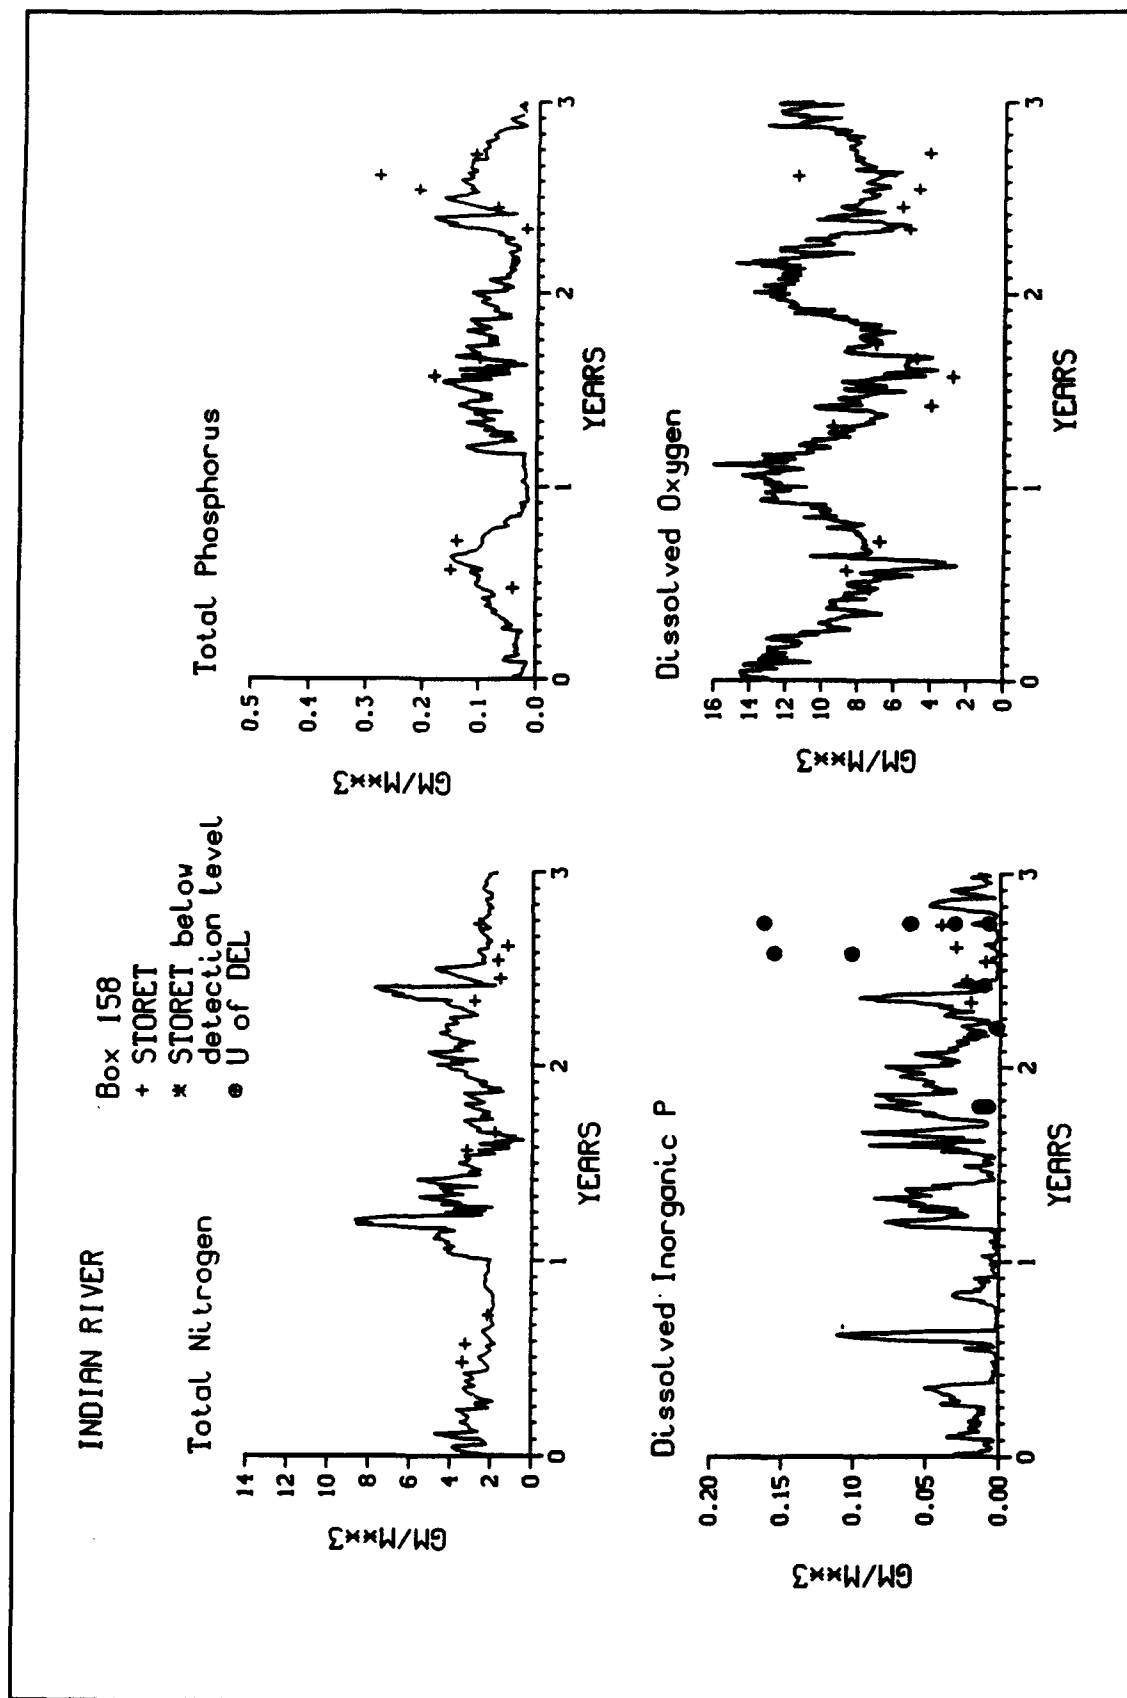 INDIAN RIVER
Box 158
+ STORET
* STORET below
detection level
● U of DEL
Total Nitrogen
GM/M**3
14
12
10
8
6
4
2
0
0 1 2 3
YEARS
Total Phosphorus
GM/M**3
0.5
0.4
0.3
0.2
0.1
0.0
0 1 2 3
YEARS
Dissolved Inorganic P
GM/M**3
0.20
0.15
0.10
0.05
0.00
0 1 2 3
YEARS
Dissolved Oxygen
GM/M**3
16
14
12
10
8
6
4
2
0
0 1 2 3
YEARS